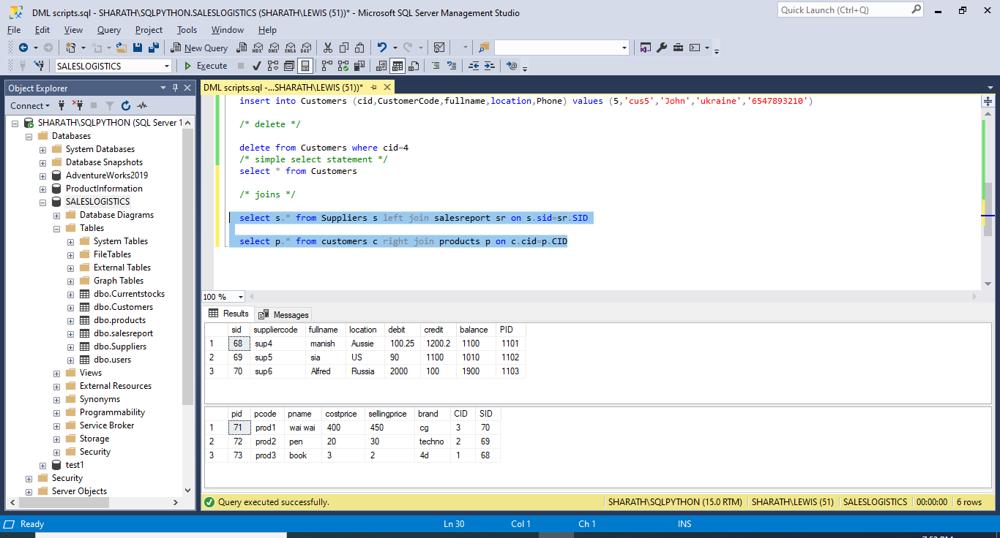 DML scripts.sql - SHARATH\SQLPYTHON.SALESLOGISTICS (SHARATH\LEWIS (51))* - Microsoft SQL Server Management Studio
Quick Launch (Ctrl+Q)
File Edit View Query Project Tools Window Help
New Query MDX DMX XMLA DAX
SALESLOGISTICS Execute
Object Explorer
Connect
SHARATH\SQLPYTHON (SQL Server 1
Databases
System Databases
Database Snapshots
AdventureWorks2019
ProductInformation
SALESLOGISTICS
Database Diagrams
Tables
System Tables
FileTables
External Tables
Graph Tables
dbo.Currentstocks
dbo.Customers
dbo.products
dbo.salesreport
dbo.Suppliers
dbo.users
Views
External Resources
Synonyms
Programmability
Service Broker
Storage
Security
test1
Security
Server Objects
DML scripts.sql -...SHARATH\LEWIS (51))*
insert into Customers (cid,CustomerCode,fullname,location,Phone) values (5,'cus5','John','ukraine','6547893210')
/* delete */
delete from Customers where cid=4
/* simple select statement */
select * from Customers
/* joins */
select s.* from Suppliers s left join salesreport sr on s.sid=sr.SID
select p.* from customers c right join products p on c.cid=p.CID
100 %
Results Messages
sid suppliercode fullname location debit credit balance PID
1 68 sup4 manish Aussie 100.25 1200.2 1100 1101
2 69 sup5 sia US 90 1100 1010 1102
3 70 sup6 Alfred Russia 2000 100 1900 1103
pid pcode pname costprice sellingprice brand CID SID
1 71 prod1 wai wai 400 450 cg 3 70
2 72 prod2 pen 20 30 techno 2 69
3 73 prod3 book 3 2 4d 1 68
Query executed successfully. SHARATH\SQLPYTHON (15.0 RTM) SHARATH\LEWIS (51) SALESLOGISTICS 00:00:00 6 rows
Ready Ln 30 Col 1 Ch 1 INS